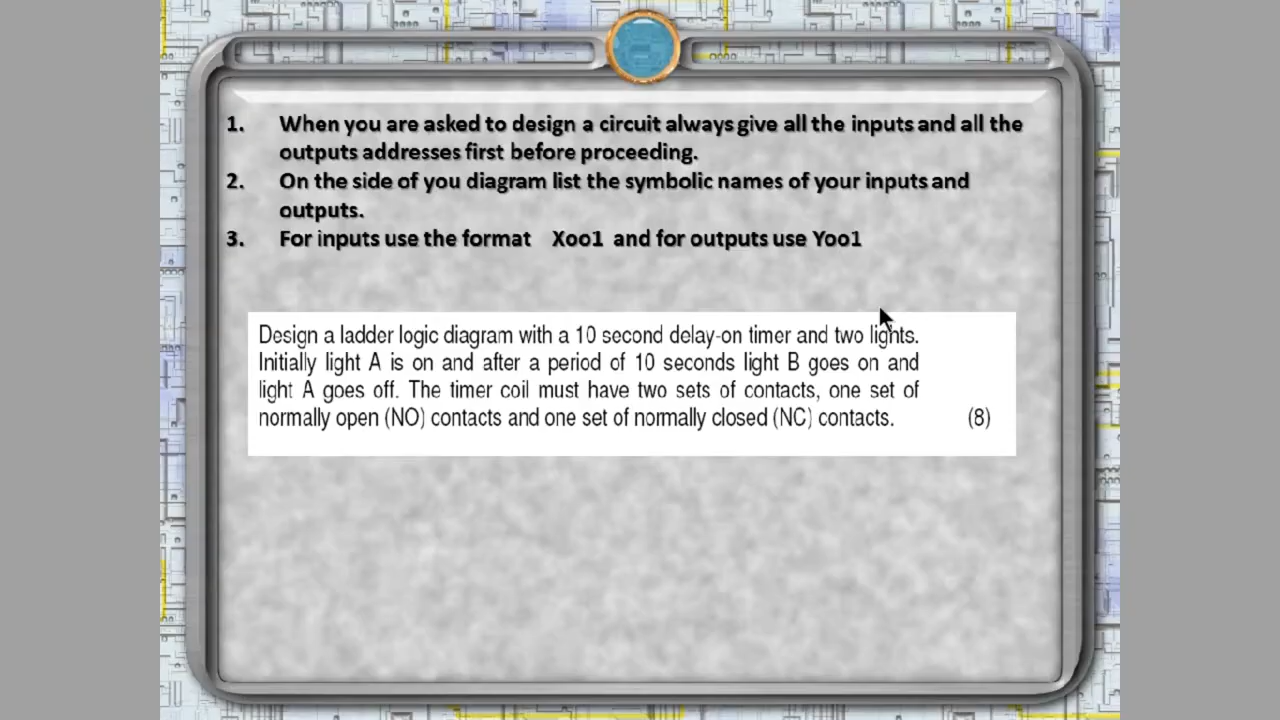 1. When you are asked to design a circuit always give all the inputs and all the
outputs addresses first before proceeding.
2. On the side of you diagram list the symbolic names of your inputs and
outputs.
3. For inputs use the format Xoo1 and for outputs use Yoo1
Design a ladder logic diagram with a 10 second delay-on timer and two lights.
Initially light A is on and after a period of 10 seconds light B goes on and
light A goes off. The timer coil must have two sets of contacts, one set of
normally open (NO) contacts and one set of normally closed (NC) contacts. (8)